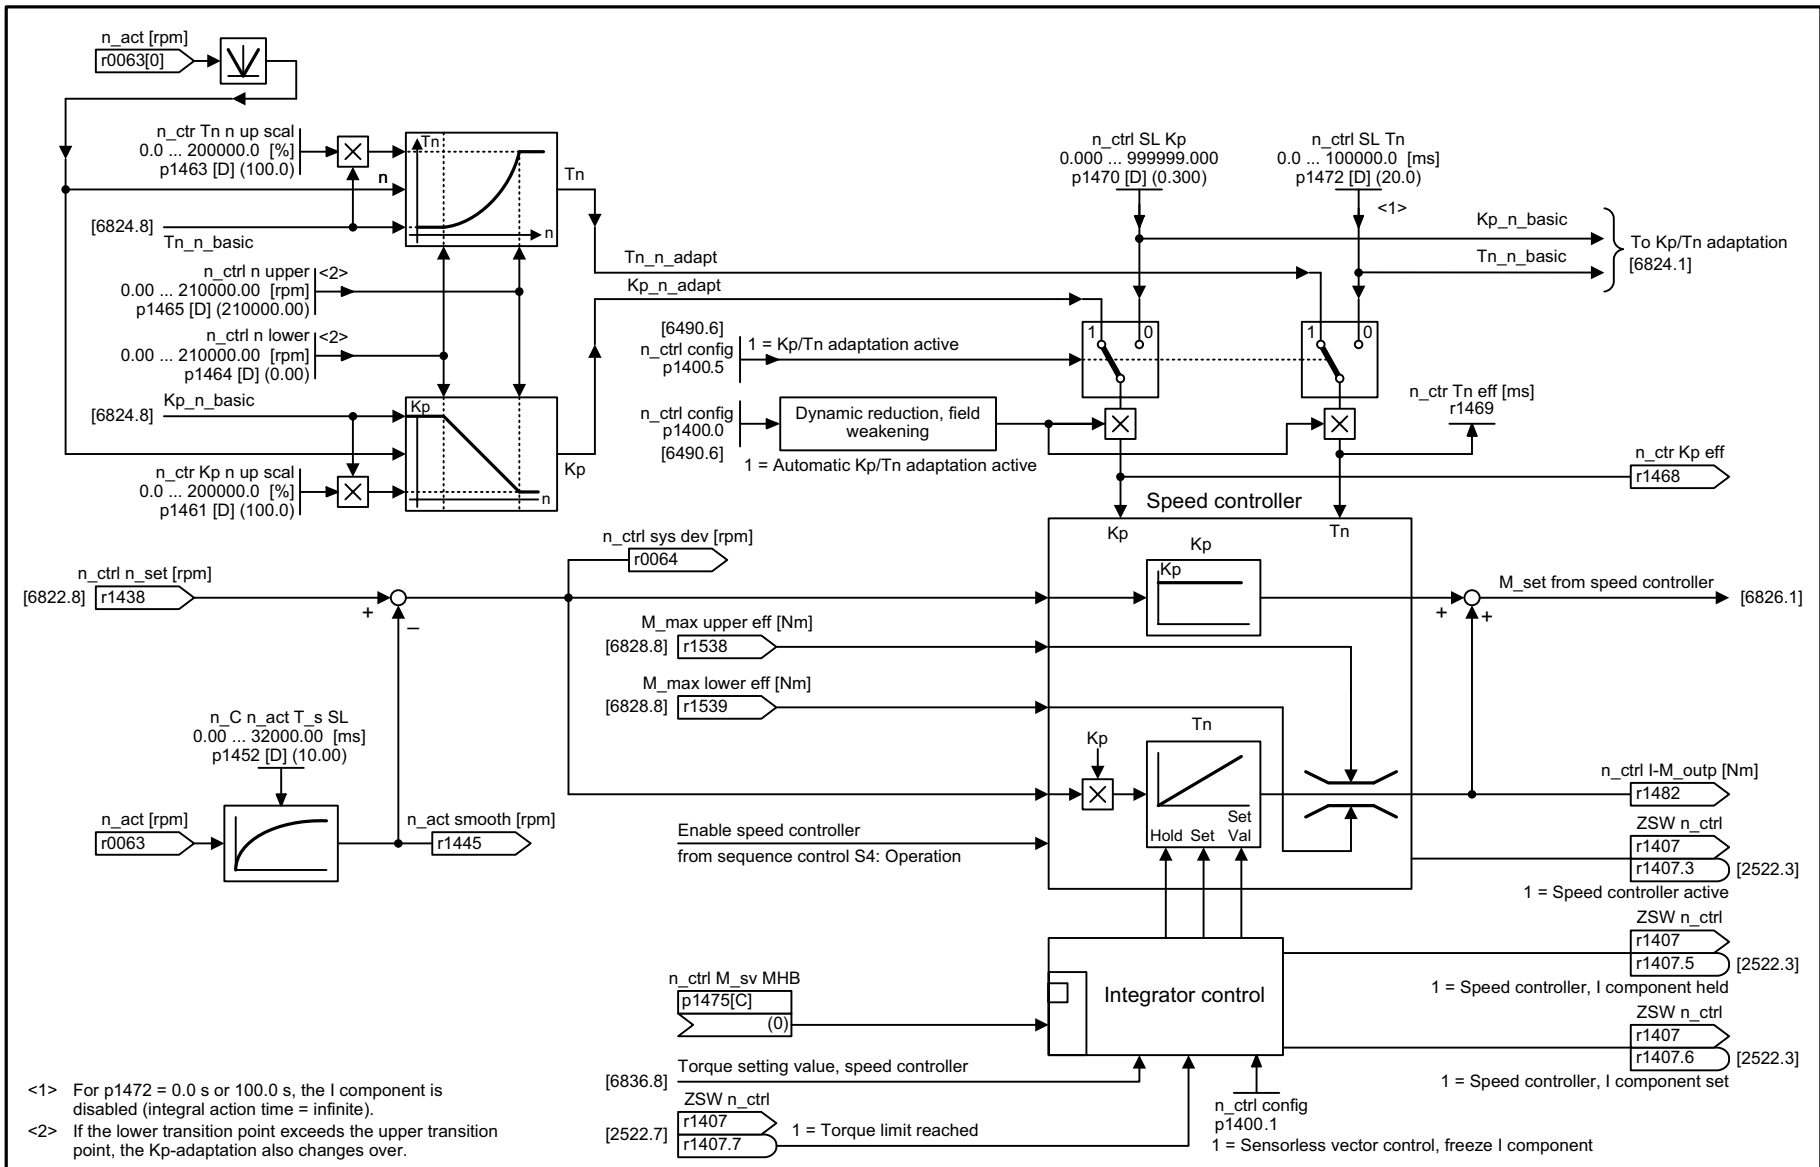 n_act [rpm]
r0063[0]
n_ctr Tn n up scal
0.0 ... 200000.0 [%]
p1463 [D] (100.0)
Tn
n
n
Tn
[6824.8]
Tn_n_basic
n_ctrl n upper <2>
0.00 ... 210000.00 [rpm]
p1465 [D] (210000.00)
n_ctrl n lower <2>
0.00 ... 210000.00 [rpm]
p1464 [D] (0.00)
Kp_n_basic
[6824.8]
Kp
n
Kp
n_ctr Kp n up scal
0.0 ... 200000.0 [%]
p1461 [D] (100.0)
Tn_n_adapt
Kp_n_adapt
n_ctrl SL Kp
0.000 ... 999999.000
p1470 [D] (0.300)
n_ctrl SL Tn
0.0 ... 100000.0 [ms]
p1472 [D] (20.0)
<1>
Kp_n_basic
Tn_n_basic
To Kp/Tn adaptation
[6824.1]
[6490.6]
n_ctrl config
p1400.5
1 = Kp/Tn adaptation active
1 0
1 0
n_ctrl config
p1400.0
[6490.6]
Dynamic reduction, field
weakening
1 = Automatic Kp/Tn adaptation active
n_ctr Tn eff [ms]
r1469
n_ctr Kp eff
r1468
Speed controller
Kp
Tn
n_ctrl sys dev [rpm]
r0064
n_ctrl n_set [rpm]
[6822.8] r1438
+
–
Kp
Kp
M_set from speed controller
+ +
[6826.1]
M_max upper eff [Nm]
[6828.8] r1538
M_max lower eff [Nm]
[6828.8] r1539
n_C n_act T_s SL
0.00 ... 32000.00 [ms]
p1452 [D] (10.00)
n_act [rpm]
r0063
n_act smooth [rpm]
r1445
Kp
Tn
Hold Set
Set
Val
n_ctrl I-M_outp [Nm]
r1482
Enable speed controller
from sequence control S4: Operation
ZSW n_ctrl
r1407
r1407.3 [2522.3]
1 = Speed controller active
ZSW n_ctrl
r1407
r1407.5 [2522.3]
1 = Speed controller, I component held
ZSW n_ctrl
r1407
r1407.6 [2522.3]
1 = Speed controller, I component set
Integrator control
n_ctrl M_sv MHB
p1475[C]
(0)
Torque setting value, speed controller
[6836.8]
ZSW n_ctrl
r1407
[2522.7] r1407.7
1 = Torque limit reached
n_ctrl config
p1400.1
1 = Sensorless vector control, freeze I component
<1> For p1472 = 0.0 s or 100.0 s, the I component is
disabled (integral action time = infinite).
<2> If the lower transition point exceeds the upper transition
point, the Kp-adaptation also changes over.